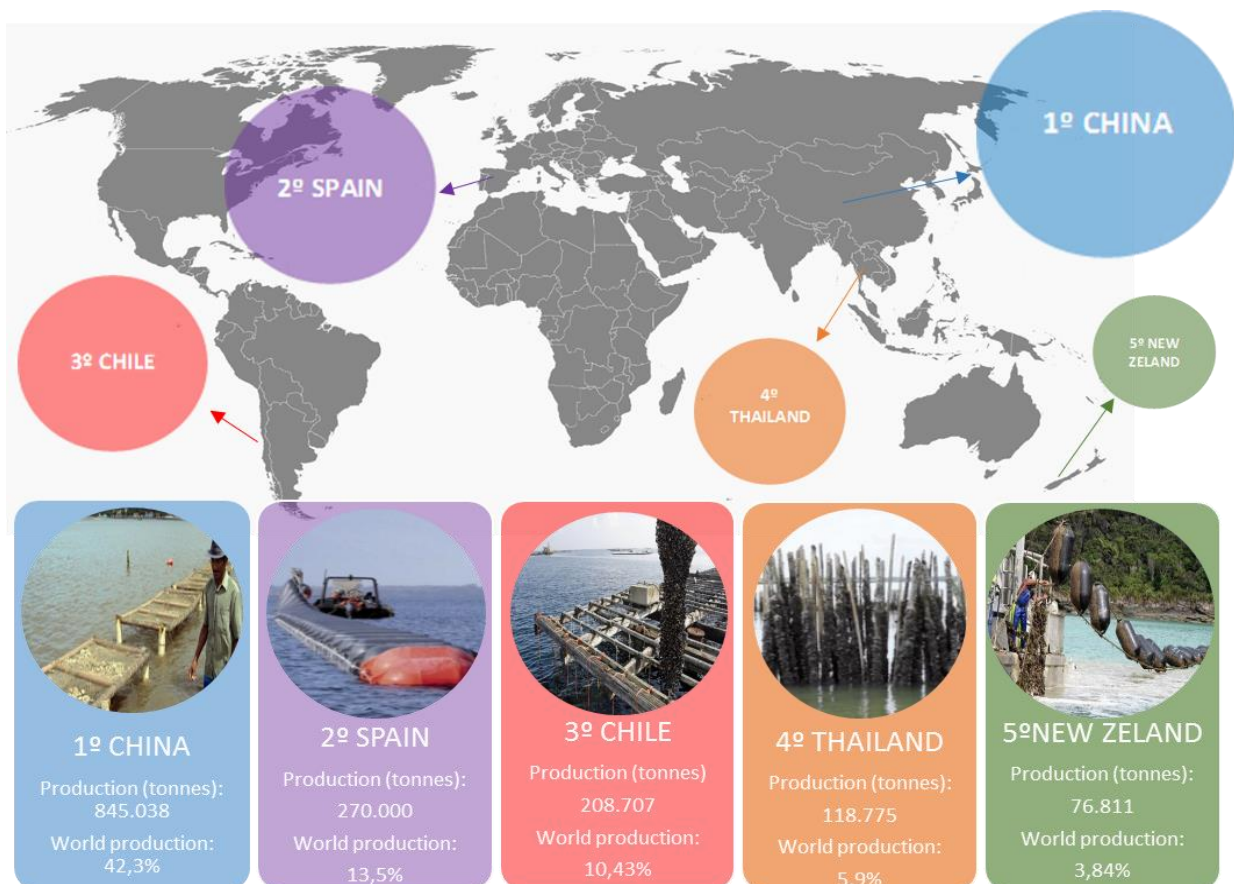 1º CHINA
2º SPAIN
3º CHILE
4º
THAILAND
5º NEW
ZELAND
1º CHINA
Production (tonnes):
845.038
World production:
42,3%
2º SPAIN
Production (tonnes):
270.000
World production:
13,5%
3º CHILE
Production (tonnes)
208.707
World production:
10,43%
4º THAILAND
Production (tonnes):
118.775
World production:
5,9%
5ºNEW ZELAND
Production (tonnes):
76.811
World production:
3,84%